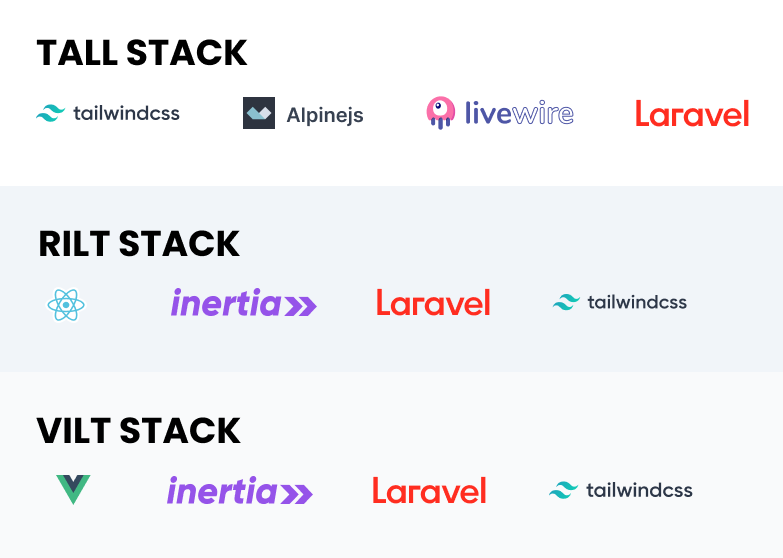 TALL STACK
tailwindcss Alpinejs livewire Laravel
RILT STACK
inertia Laravel tailwindcss
VILT STACK
inertia Laravel tailwindcss